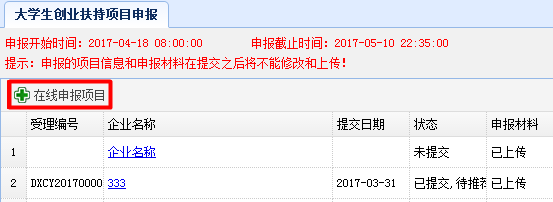 大学生创业扶持项目申报
申报开始时间：2017-04-18 08:00:00 申报截止时间：2017-05-10 22:35:00
提示：申报的项目信息和申报材料在提交之后将不能修改和上传！
在线申报项目
受理编号 企业名称 提交日期 状态 申报材料
1 企业名称 未提交 已上传
2 DXCY20170000 333 2017-03-31 已提交,待推荐 已上传